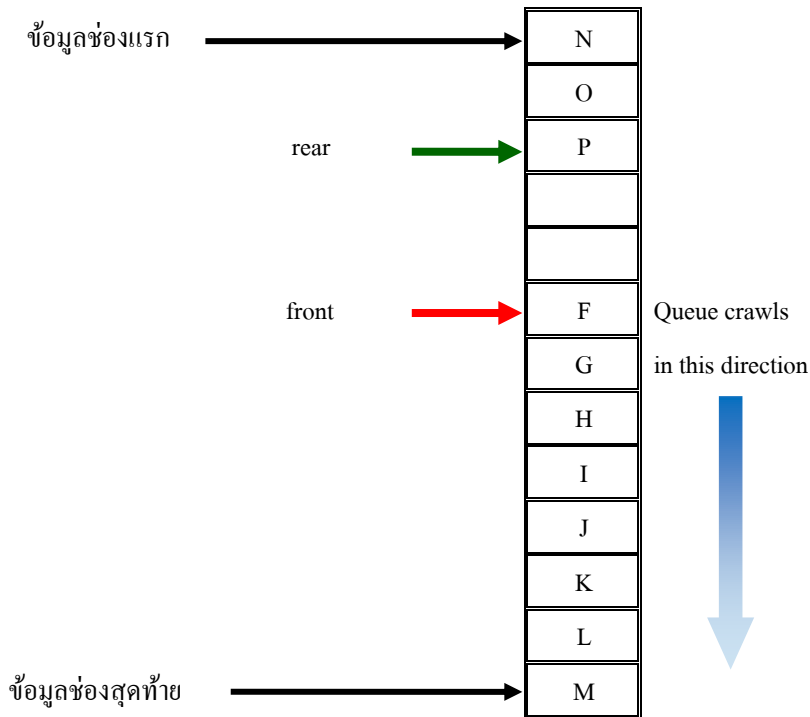 ข้อมูลช่องแรก N
O
rear P
front F Queue crawls
G in this direction
H
I
J
K
L
ข้อมูลช่องสุดท้าย M